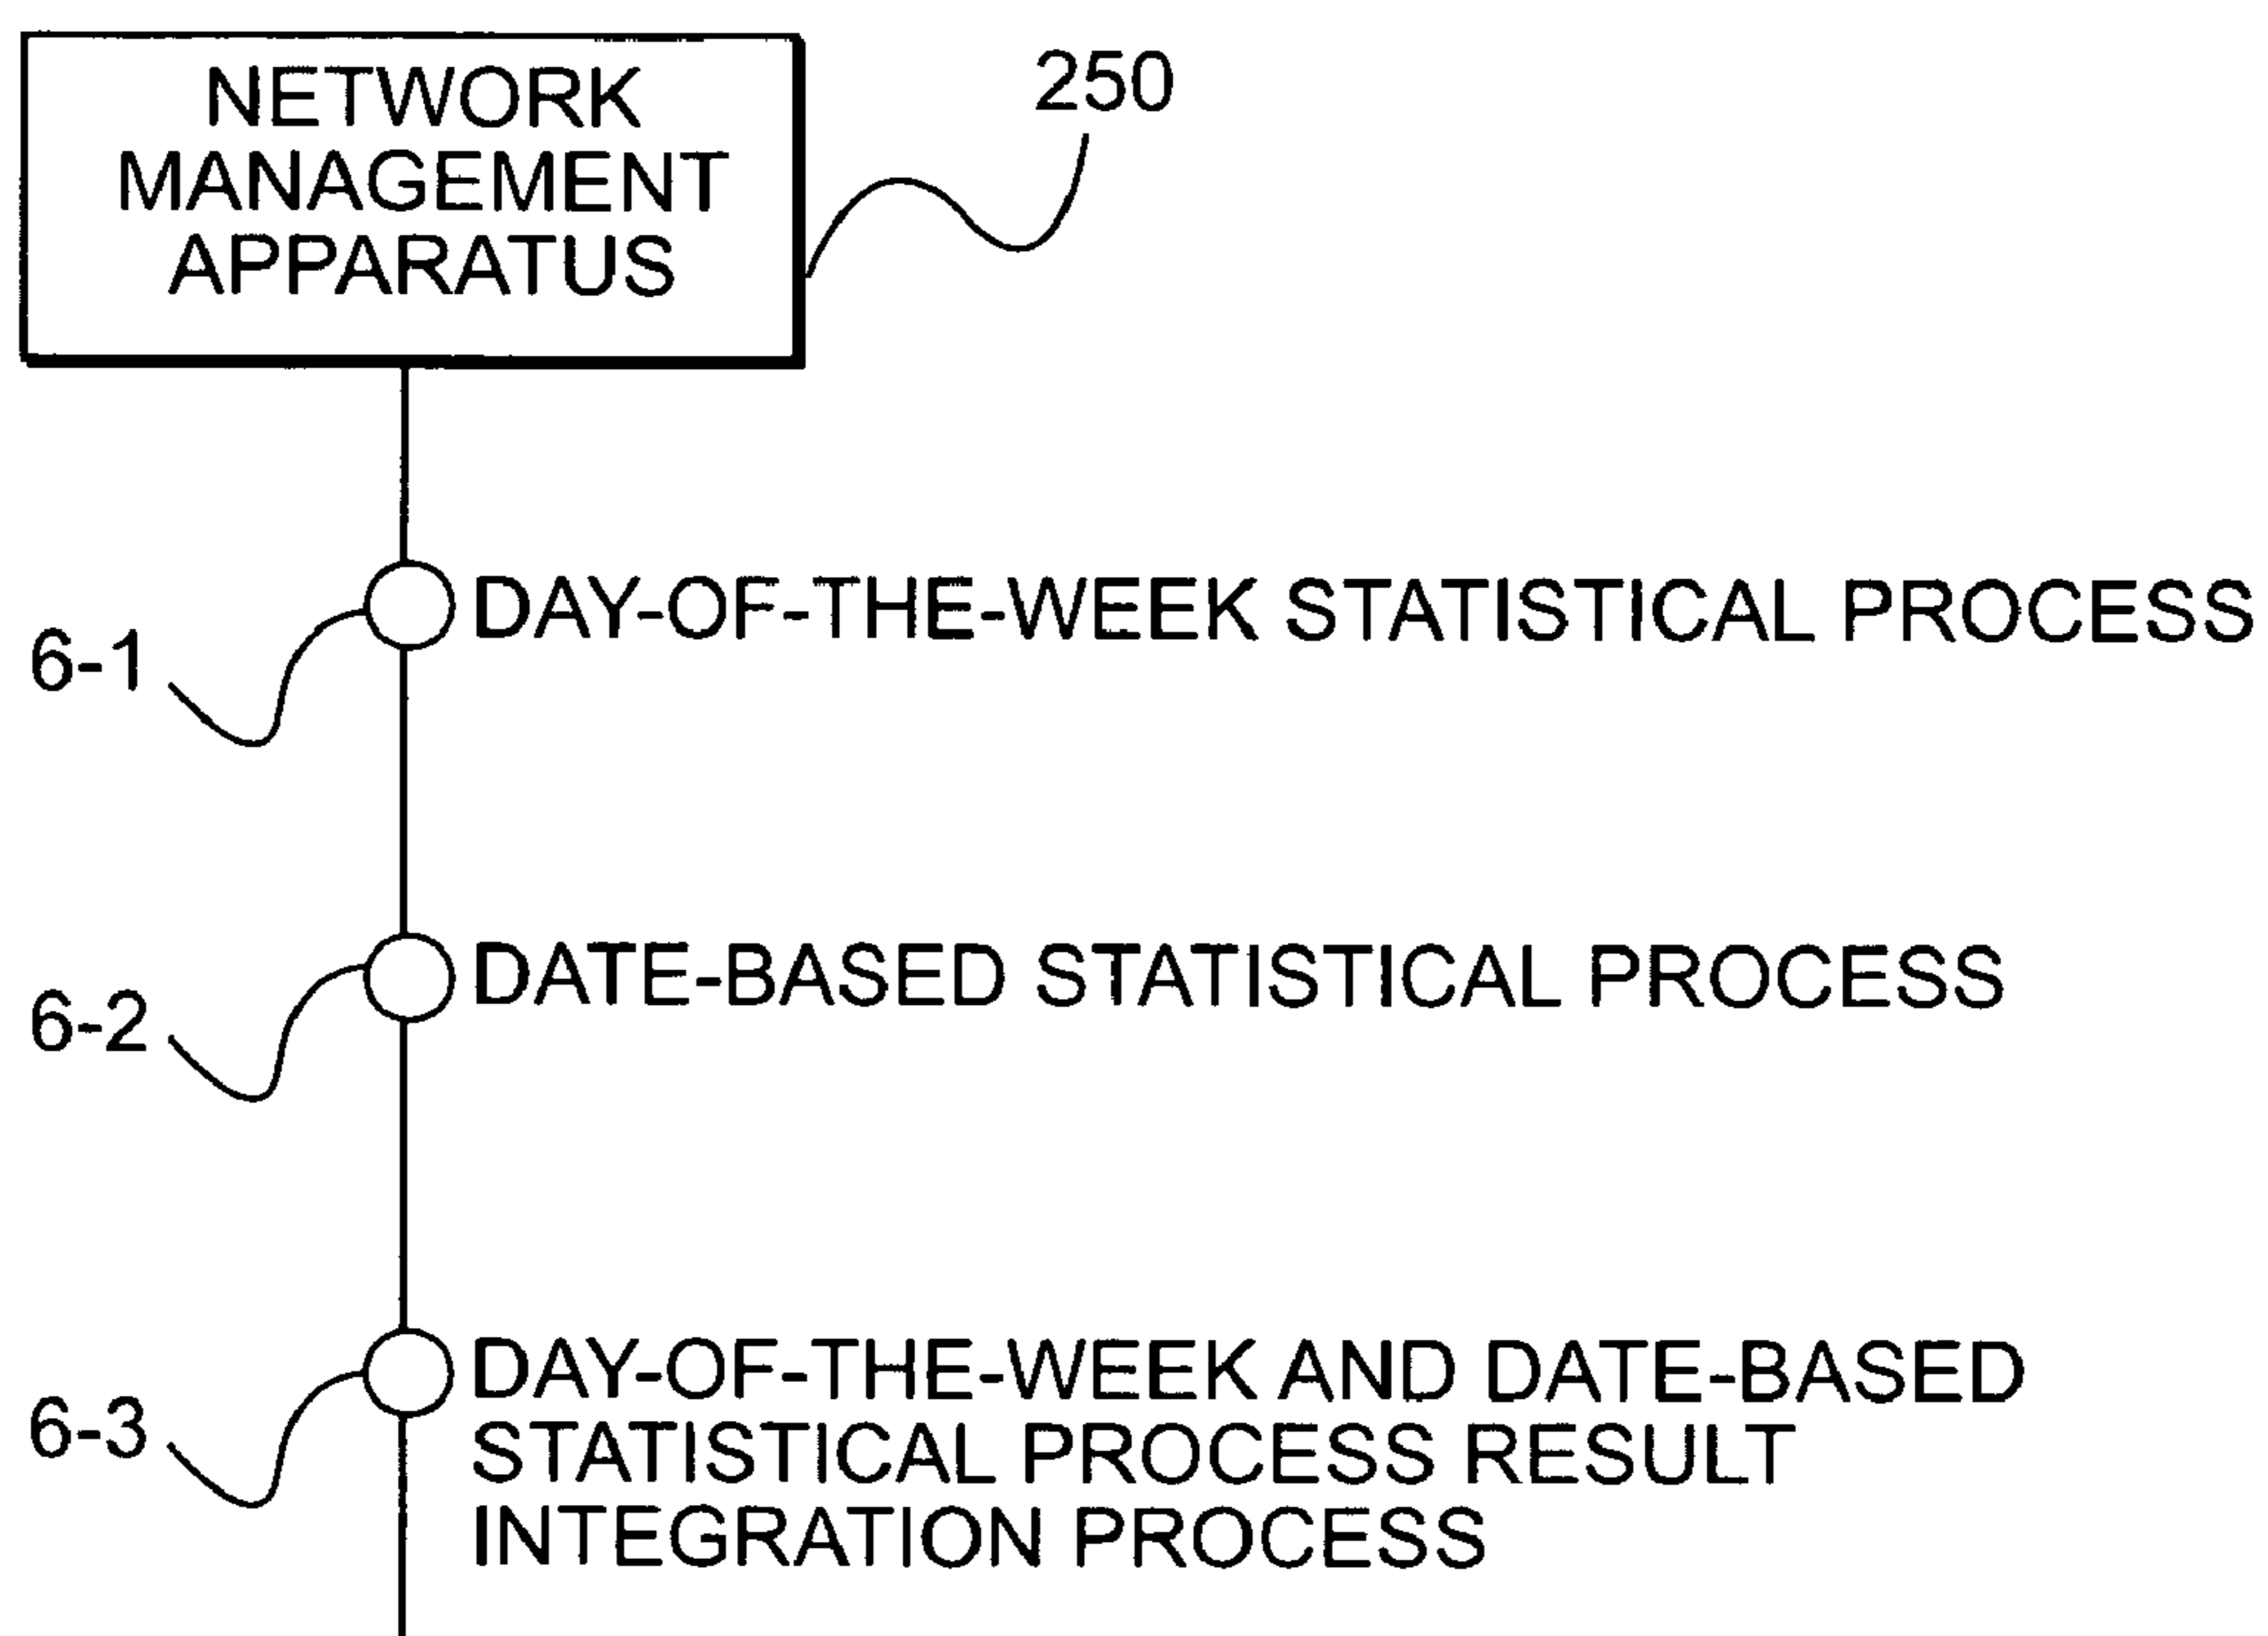 NETWORK
MANAGEMENT
APPARATUS
250
6-1
DAY-OF-THE-WEEK STATISTICAL PROCESS
6-2
DATE-BASED STATISTICAL PROCESS
6-3
DAY-OF-THE-WEEK AND DATE-BASED
STATISTICAL PROCESS RESULT
INTEGRATION PROCESS